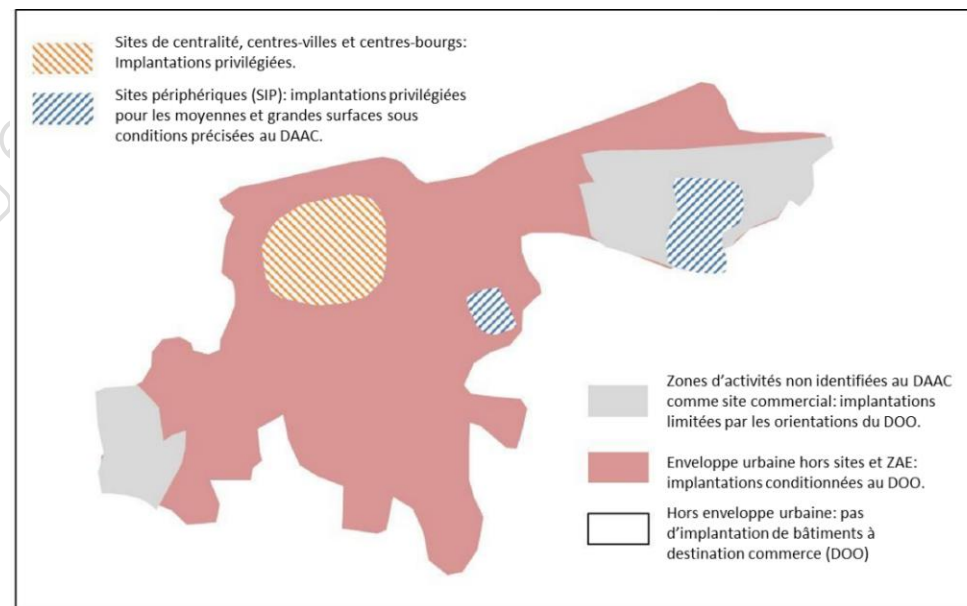 Sites de centralité, centres-villes et centres-bourgs:
Implantations privilégiées.
Sites périphériques (SIP): implantations privilégiées
pour les moyennes et grandes surfaces sous
conditions précisées au DAAC.
Zones d'activités non identifiées au DAAC
comme site commercial: implantations
limitées par les orientations du DOO.
Enveloppe urbaine hors sites et ZAE:
implantations conditionnées au DOO.
Hors enveloppe urbaine: pas
d'implantation de bâtiments à
destination commerce (DOO)